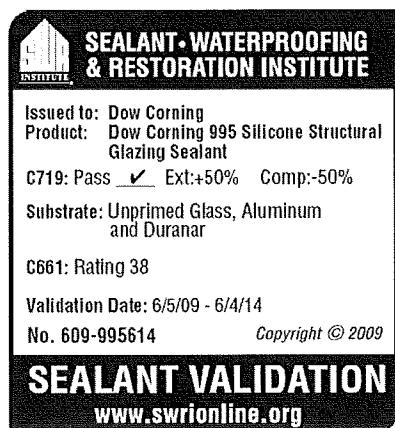 SEALANT•WATERPROOFING
& RESTORATION INSTITUTE
INSTITUTE
Issued to: Dow Corning
Product: Dow Corning 995 Silicone Structural
Glazing Sealant
C719: Pass ✔ Ext:+50% Comp:-50%
Substrate: Unprimed Glass, Aluminum
and Duranar
C661: Rating 38
Validation Date: 6/5/09 - 6/4/14
No. 609-995614 Copyright © 2009
SEALANT VALIDATION
www.swrionline.org